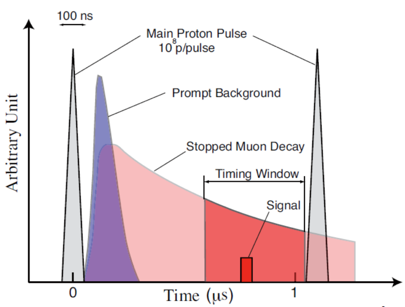 100 ns
Main Proton Pulse
10⁸p/pulse
Prompt Background
Stopped Muon Decay
Timing Window
Signal
Arbitrary Unit
0
1
Time (μs)